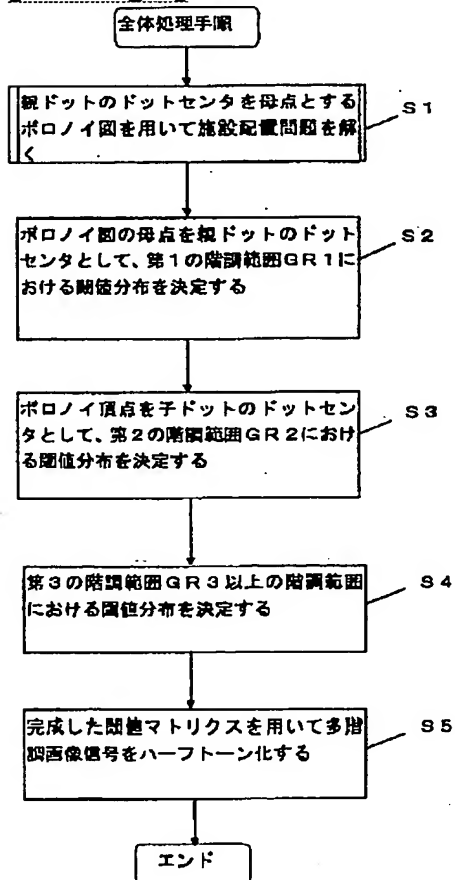 全体処理手順
親ドットのドットセンタを母点とする
ボロノイ図を用いて施設配置問題を解
く
S1
ボロノイ図の母点を親ドットのドット
センタとして、第1の階調範囲GR1に
おける閾値分布を決定する
S2
ボロノイ頂点を子ドットのドットセン
タとして、第2の階調範囲GR2におけ
る閾値分布を決定する
S3
第3の階調範囲GR3以上の階調範囲
における閾値分布を決定する
S4
完成した閾値マトリクスを用いて多階
調画像信号をハーフトーン化する
S5
エンド